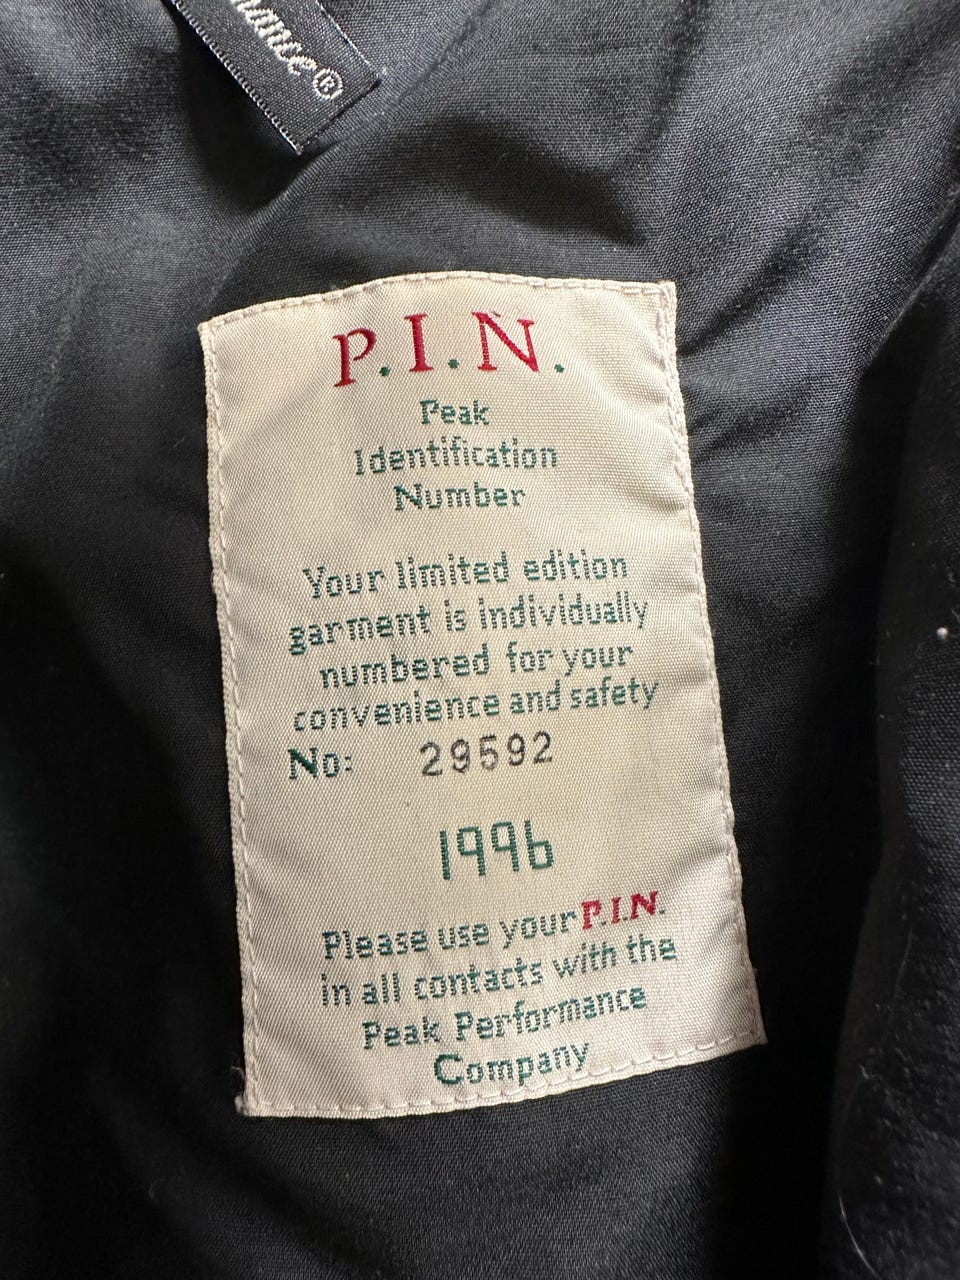 P.I.N.
Peak
Identification
Number
Your limited edition
garment is individually
numbered for your
convenience and safety
No: 29592
1996
Please use your P.I.N.
in all contacts with the
Peak Performance
Company